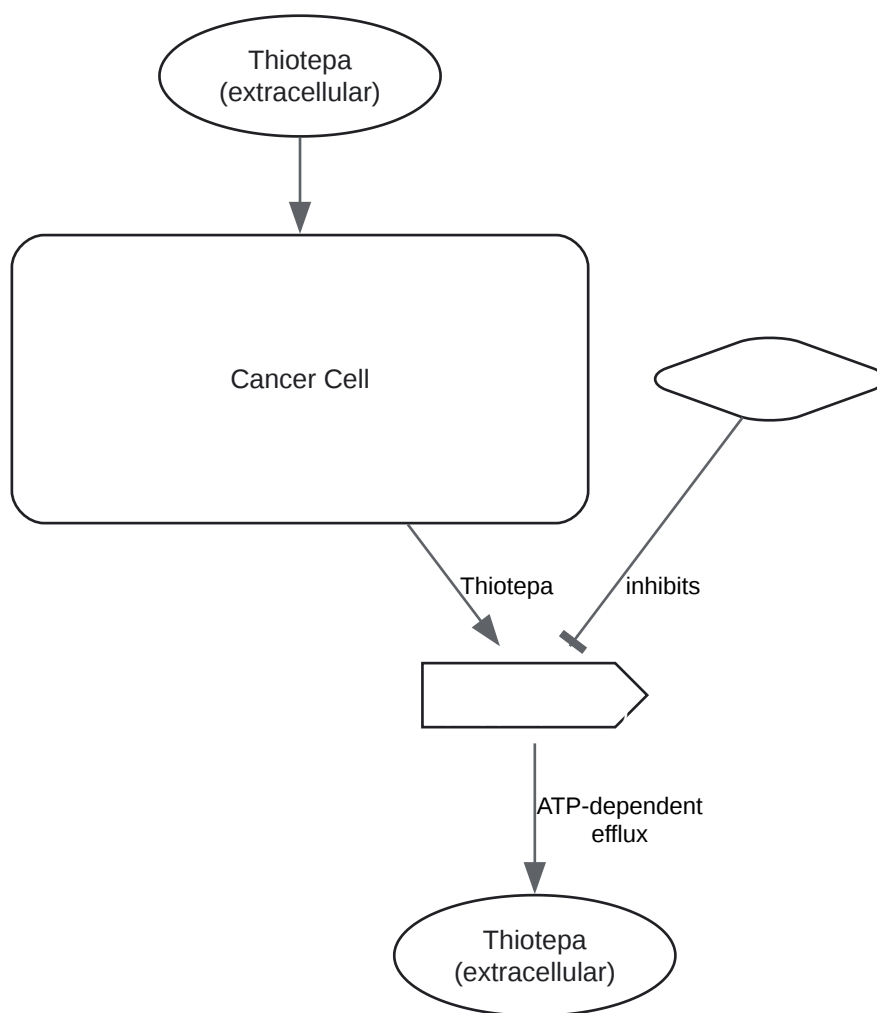 Thiotepa
(extracellular)
Cancer Cell
Thiotepa
inhibits
ATP-dependent
efflux
Thiotepa
(extracellular)